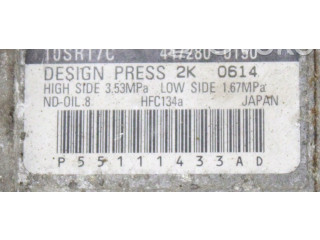 10SR17C 447280-0190
DESIGN PRESS 2K 0614
HIGH SIDE 3.53MPa LOW SIDE 1.67MPa
ND-OIL.8 HFC134a JAPAN
P55111433AD